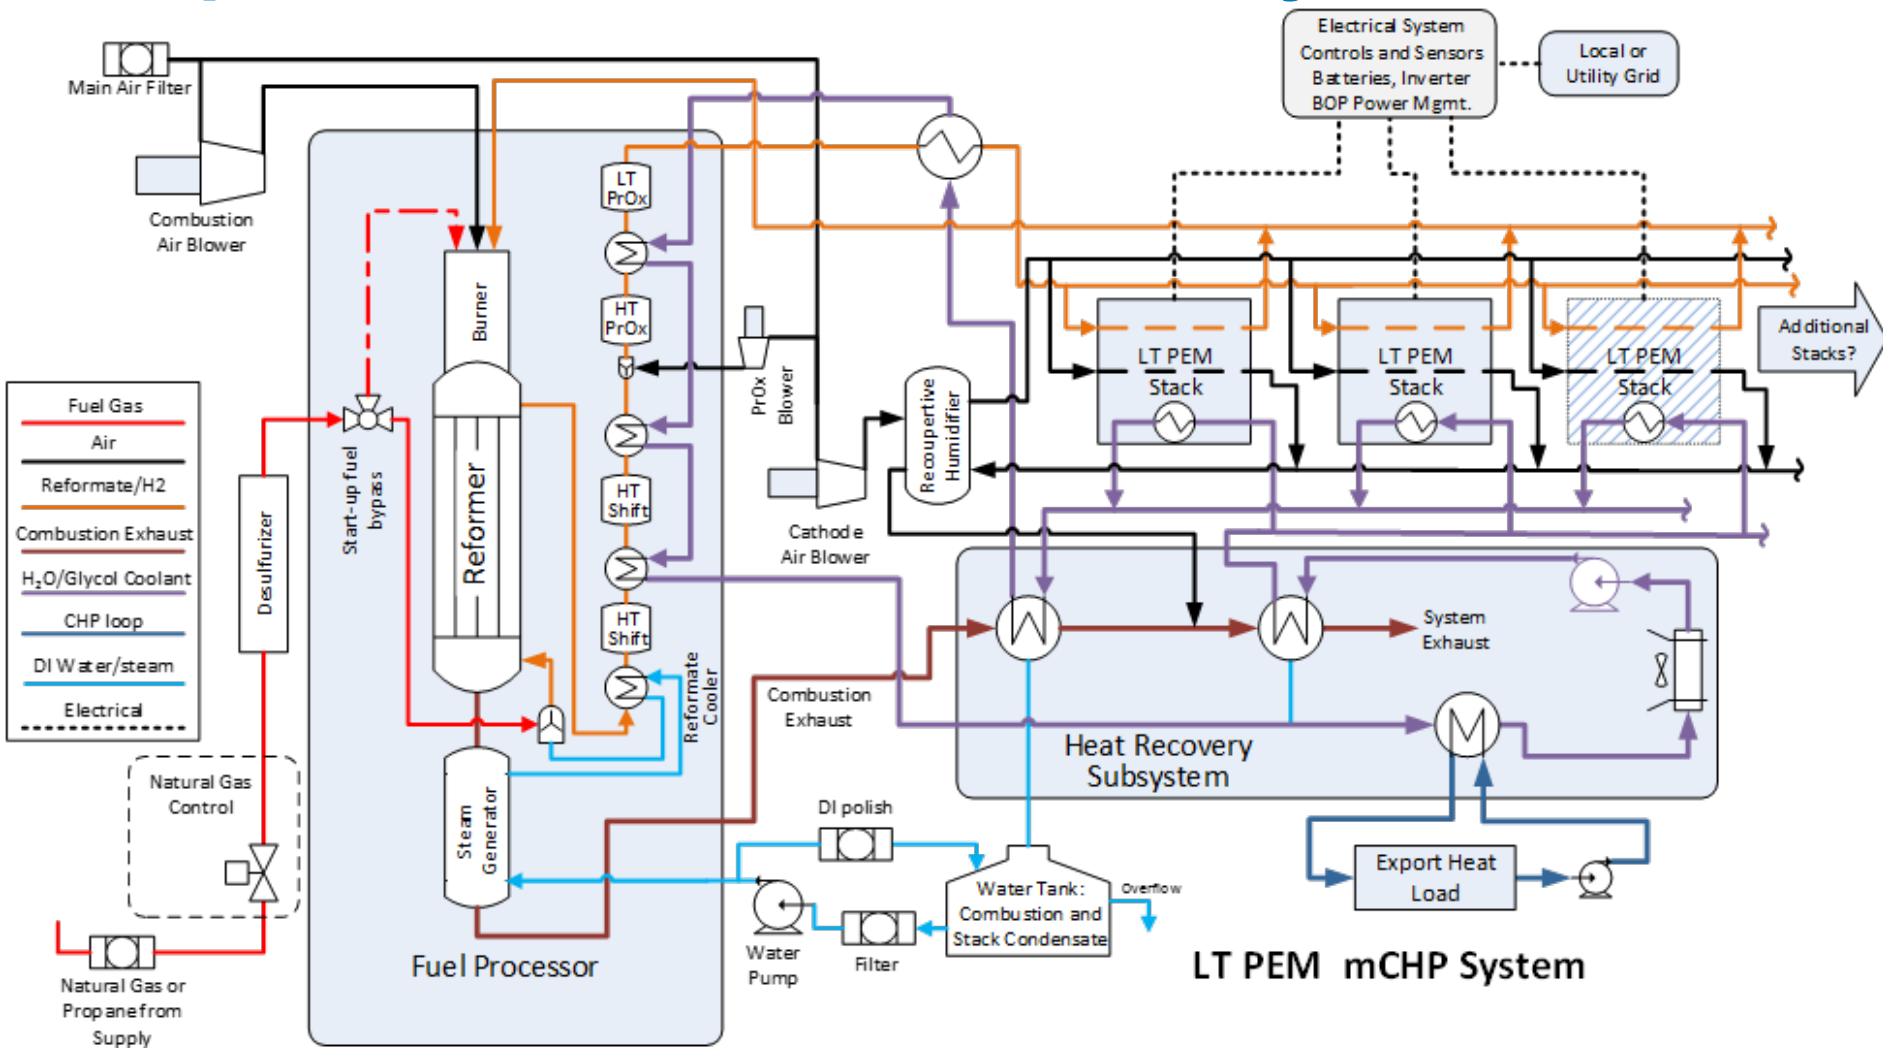 Electrical System
Controls and Sensors
Batteries, Inverter
BOP Power Mgmt.
Local or
Utility Grid
Main Air Filter
Combustion
Air Blower
LT
PrOx
HT
PrOx
HT
Shift
HT
Shift
Burner
Reformer
Steam
Generator
Reformate
Cooler
Fuel Processor
PrOx
Blower
Cathode
Air Blower
Recoupertive
Humidifier
LT PEM
Stack
LT PEM
Stack
LT PEM
Stack
Additional
Stacks?
Fuel Gas
Air
Reformate/H2
Combustion Exhaust
H₂O/Glycol Coolant
CHP loop
DI Water/steam
Electrical
Desulfurizer
Start-up fuel
bypass
Natural Gas
Control
Natural Gas or
Propane from
Supply
Combustion
Exhaust
System
Exhaust
Heat Recovery
Subsystem
DI polish
Water
Pump
Filter
Water Tank:
Combustion and
Stack Condensate
Overflow
Export Heat
Load
LT PEM mCHP System